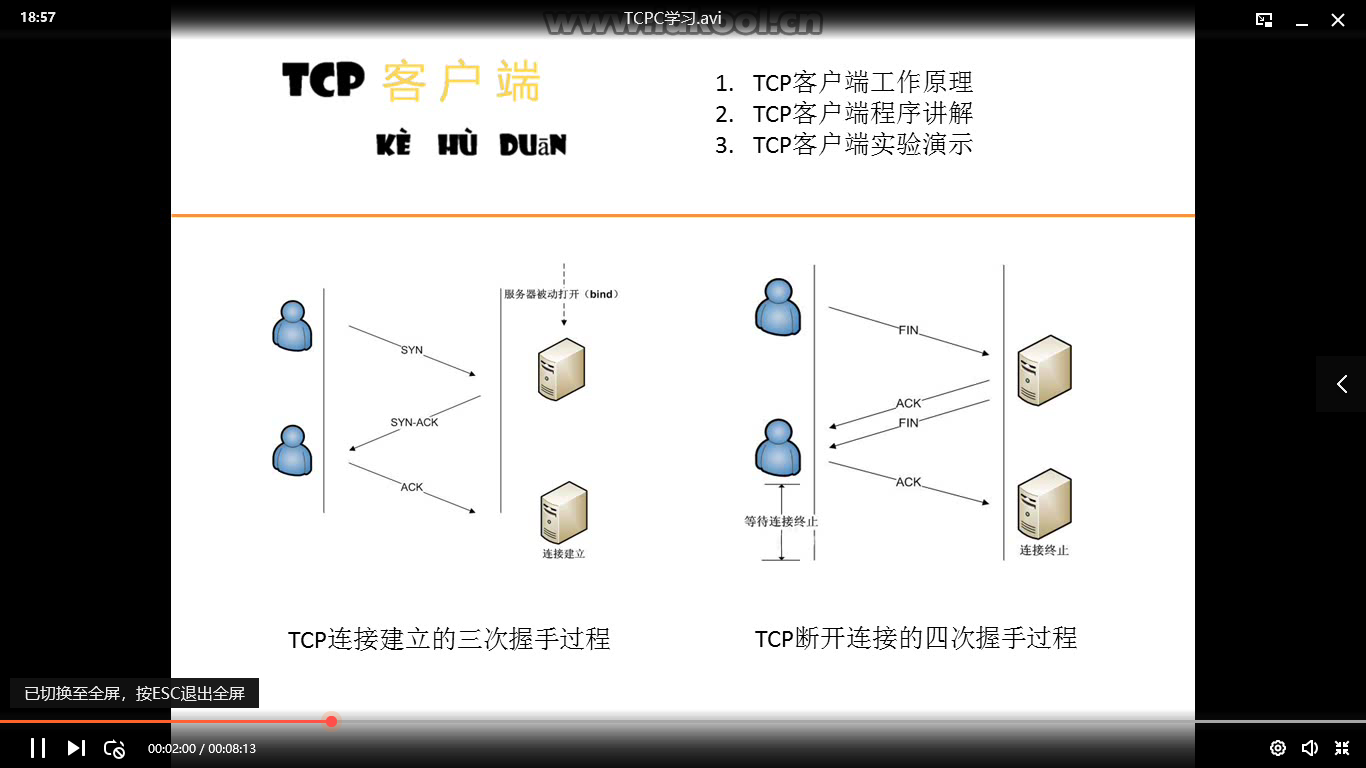 18:57
TCPC学习.avi
TCP 客户端
KÈ HÙ DUāN
1. TCP客户端工作原理
2. TCP客户端程序讲解
3. TCP客户端实验演示
服务器被动打开（bind）
SYN
SYN-ACK
ACK
连接建立
FIN
ACK
FIN
ACK
等待连接终止
连接终止
TCP连接建立的三次握手过程
TCP断开连接的四次握手过程
已切换至全屏，按ESC退出全屏
00:02:00 / 00:08:13